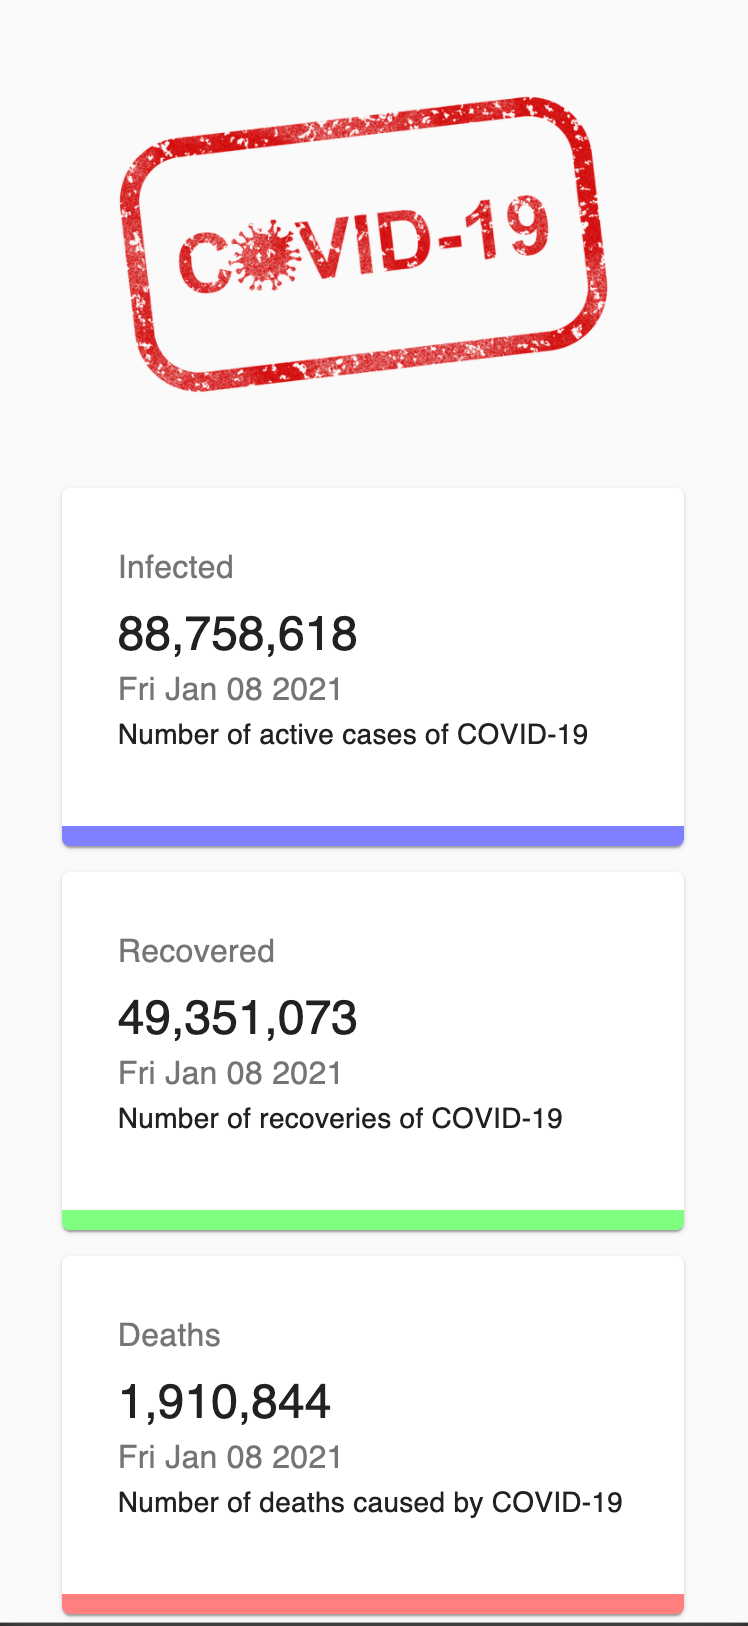 COVID-19
Infected
88,758,618
Fri Jan 08 2021
Number of active cases of COVID-19
Recovered
49,351,073
Fri Jan 08 2021
Number of recoveries of COVID-19
Deaths
1,910,844
Fri Jan 08 2021
Number of deaths caused by COVID-19